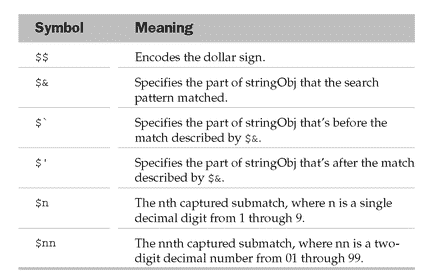 Symbol Meaning
$$ Encodes the dollar sign.
$& Specifies the part of stringObj that the search
pattern matched.
$` Specifies the part of stringObj that's before the
match described by $&.
$' Specifies the part of stringObj that's after the match
described by $&.
$n The nth captured submatch, where n is a single
decimal digit from 1 through 9.
$nn The nnth captured submatch, where nn is a two-
digit decimal number from 01 through 99.